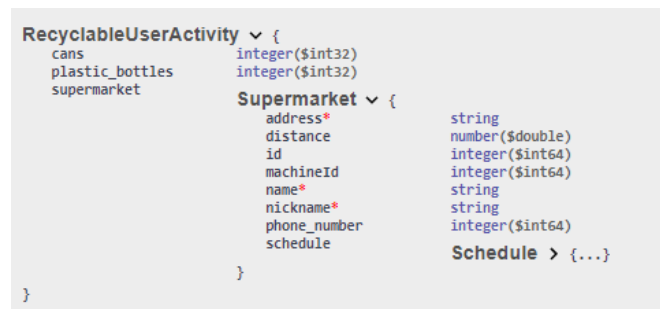 RecyclableUserActivity {
cans integer($int32)
plastic_bottles integer($int32)
supermarket Supermarket {
address* string
distance number($double)
id integer($int64)
machineId integer($int64)
name* string
nickname* string
phone_number integer($int64)
schedule Schedule > {...}
}
}